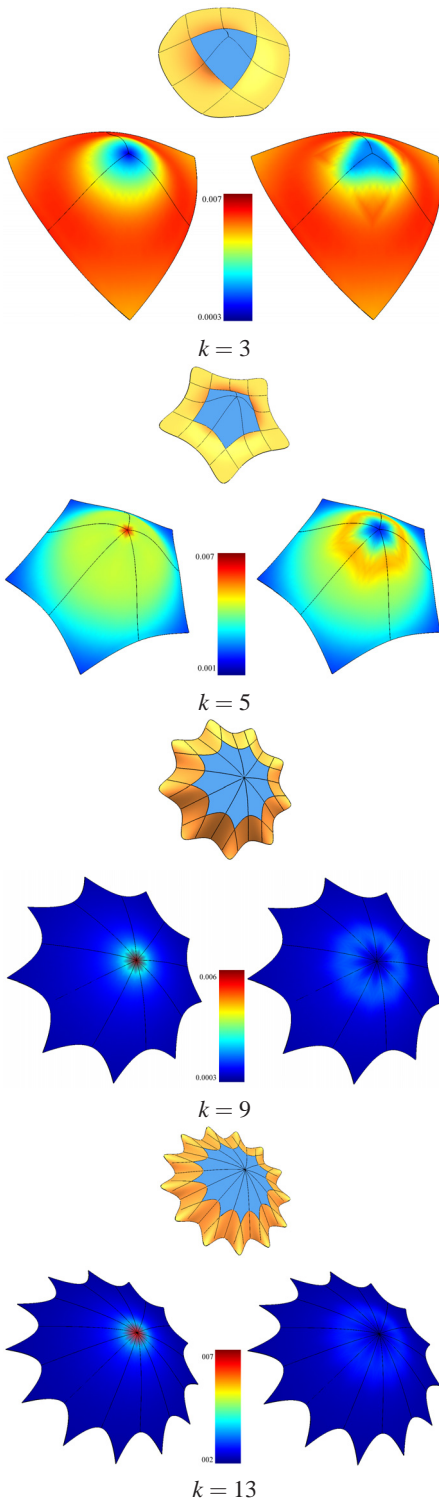 0.007
0.0003
k = 3
0.007
0.001
k = 5
0.006
0.0003
k = 9
007
002
k = 13